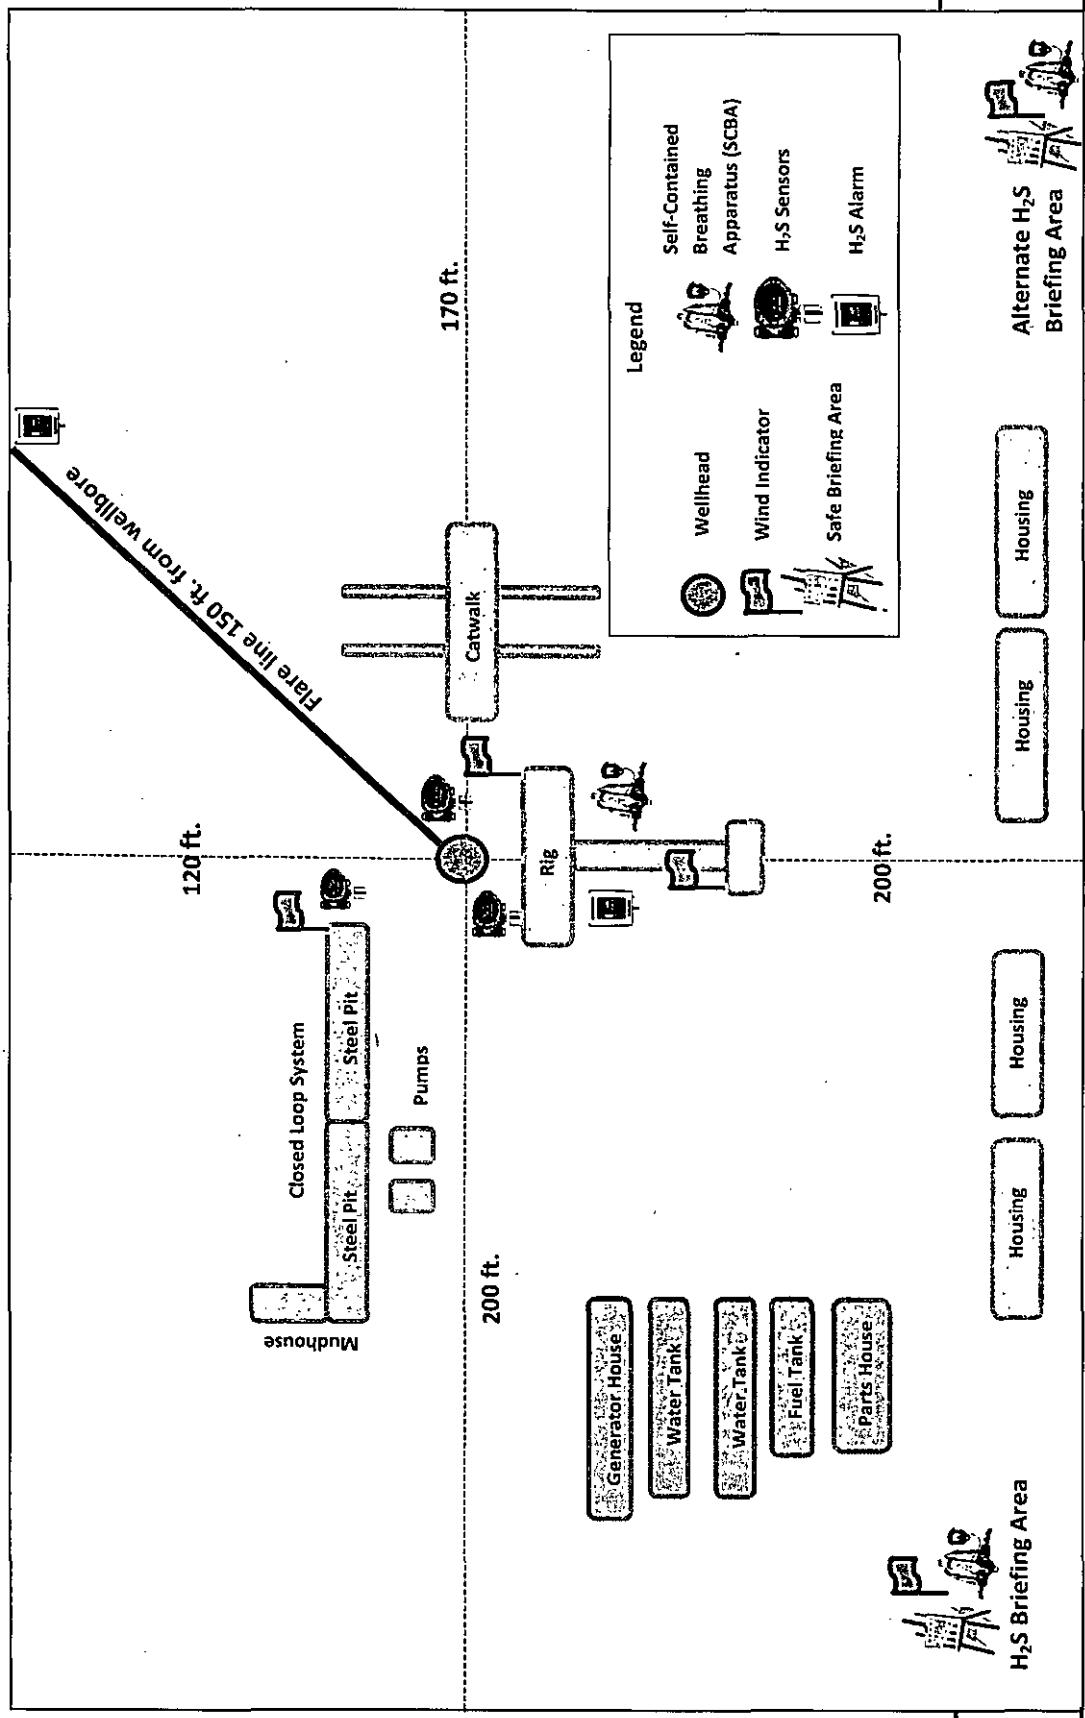 120 ft.
Flare line 150 ft. from wellbore
Mudhouse
Closed Loop System
Steel Pit
Steel Pit
Pumps
200 ft.
170 ft.
Catwalk
Rig
200 ft.
Generator House
Water Tank
Water Tank
Fuel Tank
Parts House
Legend
Wellhead
Wind Indicator
Safe Briefing Area
Self-Contained
Breathing
Apparatus (SCBA)
H₂S Sensors
H₂S Alarm
Housing
Housing
Housing
Housing
H₂S Briefing Area
Alternate H₂S
Briefing Area